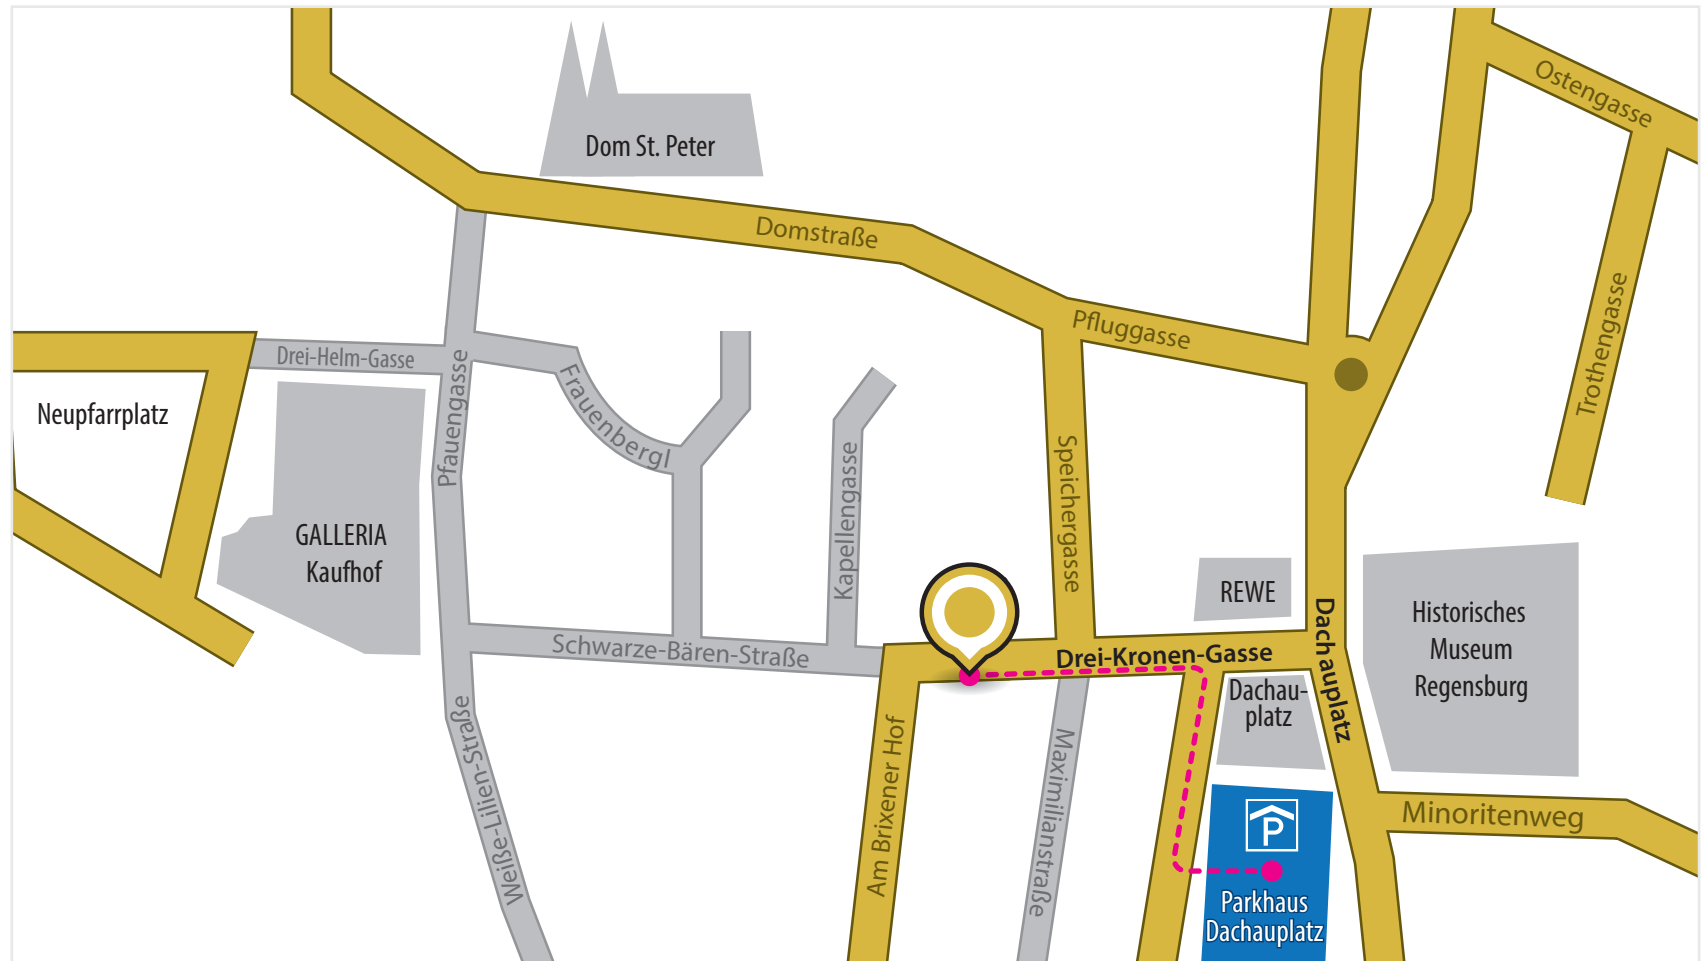 Ostengasse
Dom St. Peter
Domstraße
Pfluggasse
Trothengasse
Drei-Helm-Gasse
Pfauengasse
Frauenbergl
Neupfarrplatz
Speichergasse
Kapellengasse
GALLERIA
Kaufhof
REWE
Dachauplatz
Historisches
Museum
Regensburg
Schwarze-Bären-Straße
Drei-Kronen-Gasse
Dachau-
platz
Weiße-Lilien-Straße
Am Brixener Hof
Maximilianstraße
Minoritenweg
P
Parkhaus
Dachauplatz